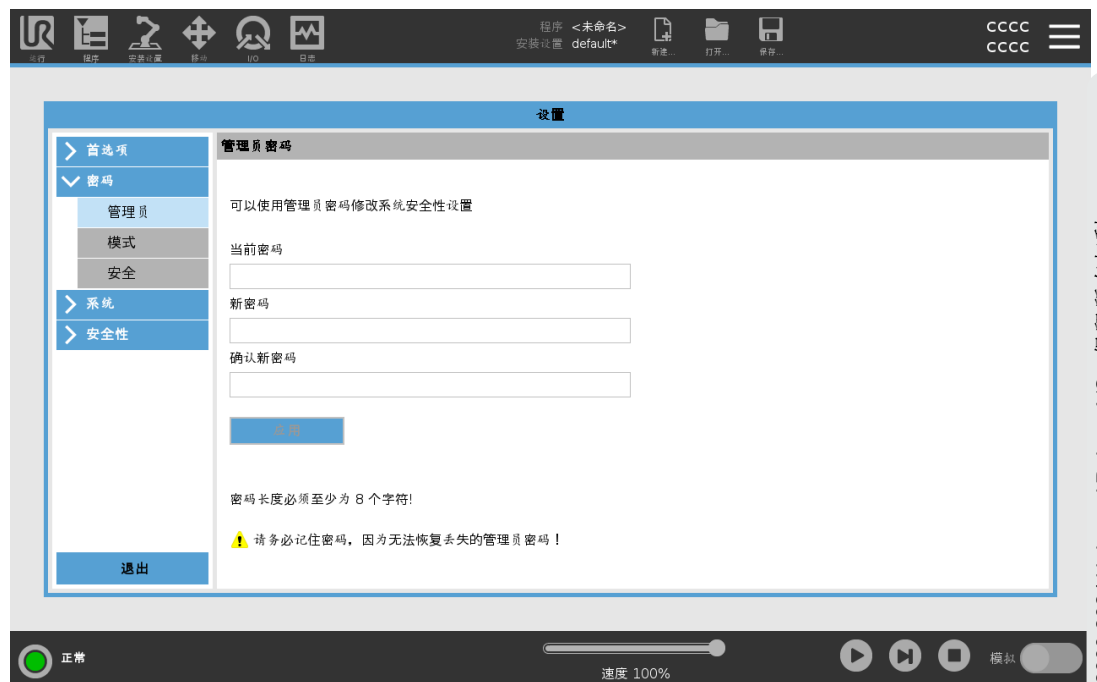 程序 <未命名>
安装设置 default*
CCCC
CCCC
运行 程序 安装设置 移动 I/O 日志 新建... 打开... 保存...
设置
首选项
密码
管理员
模式
安全
系统
安全性
退出
管理员密码
可以使用管理员密码修改系统安全性设置
当前密码
新密码
确认新密码
应用
密码长度必须至少为 8 个字符!
请务必记住密码，因为无法恢复丢失的管理员密码！
正常
速度 100%
模拟